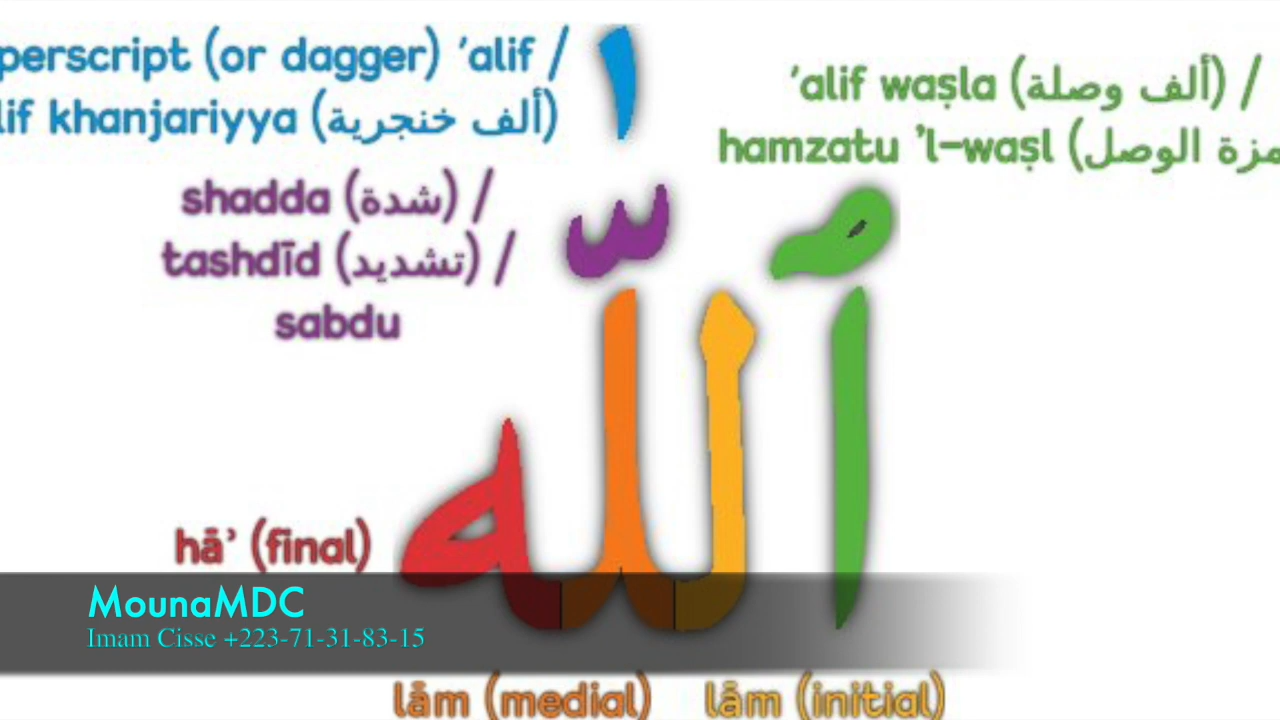 perscript (or dagger) ’alif /
lif khanjariyya (ألف خنجرية)
’alif waṣla (ألف وصلة) /
hamzatu ’l-waṣl (مزة الوصل
shadda (شدة) /
tashdīd (تشديد) /
sabdu
ٱللّٰه
hā’ (final)
MounaMDC
Imam Cisse +223-71-31-83-15
lām (medial) lām (initial)